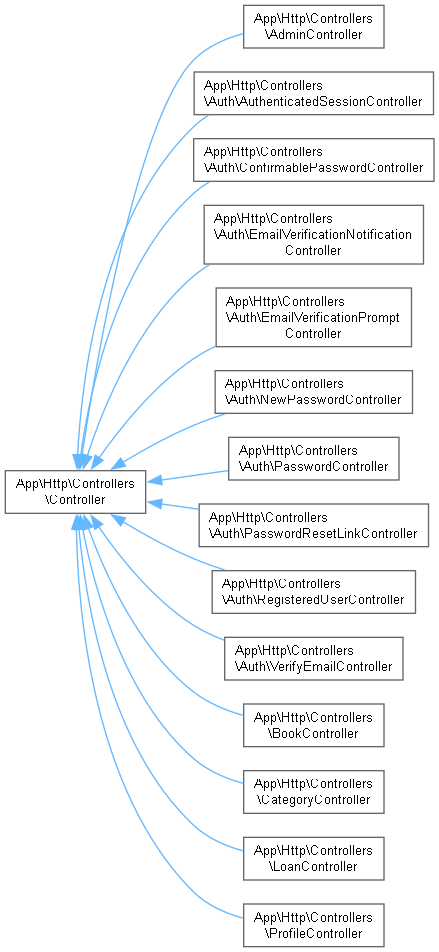 App\Http\Controllers
\AdminController
App\Http\Controllers
\Auth\AuthenticatedSessionController
App\Http\Controllers
\Auth\ConfirmablePasswordController
App\Http\Controllers
\Auth\EmailVerificationNotification
Controller
App\Http\Controllers
\Auth\EmailVerificationPrompt
Controller
App\Http\Controllers
\Auth\NewPasswordController
App\Http\Controllers
\Auth\PasswordController
App\Http\Controllers
\Controller
App\Http\Controllers
\Auth\PasswordResetLinkController
App\Http\Controllers
\Auth\RegisteredUserController
App\Http\Controllers
\Auth\VerifyEmailController
App\Http\Controllers
\BookController
App\Http\Controllers
\CategoryController
App\Http\Controllers
\LoanController
App\Http\Controllers
\ProfileController